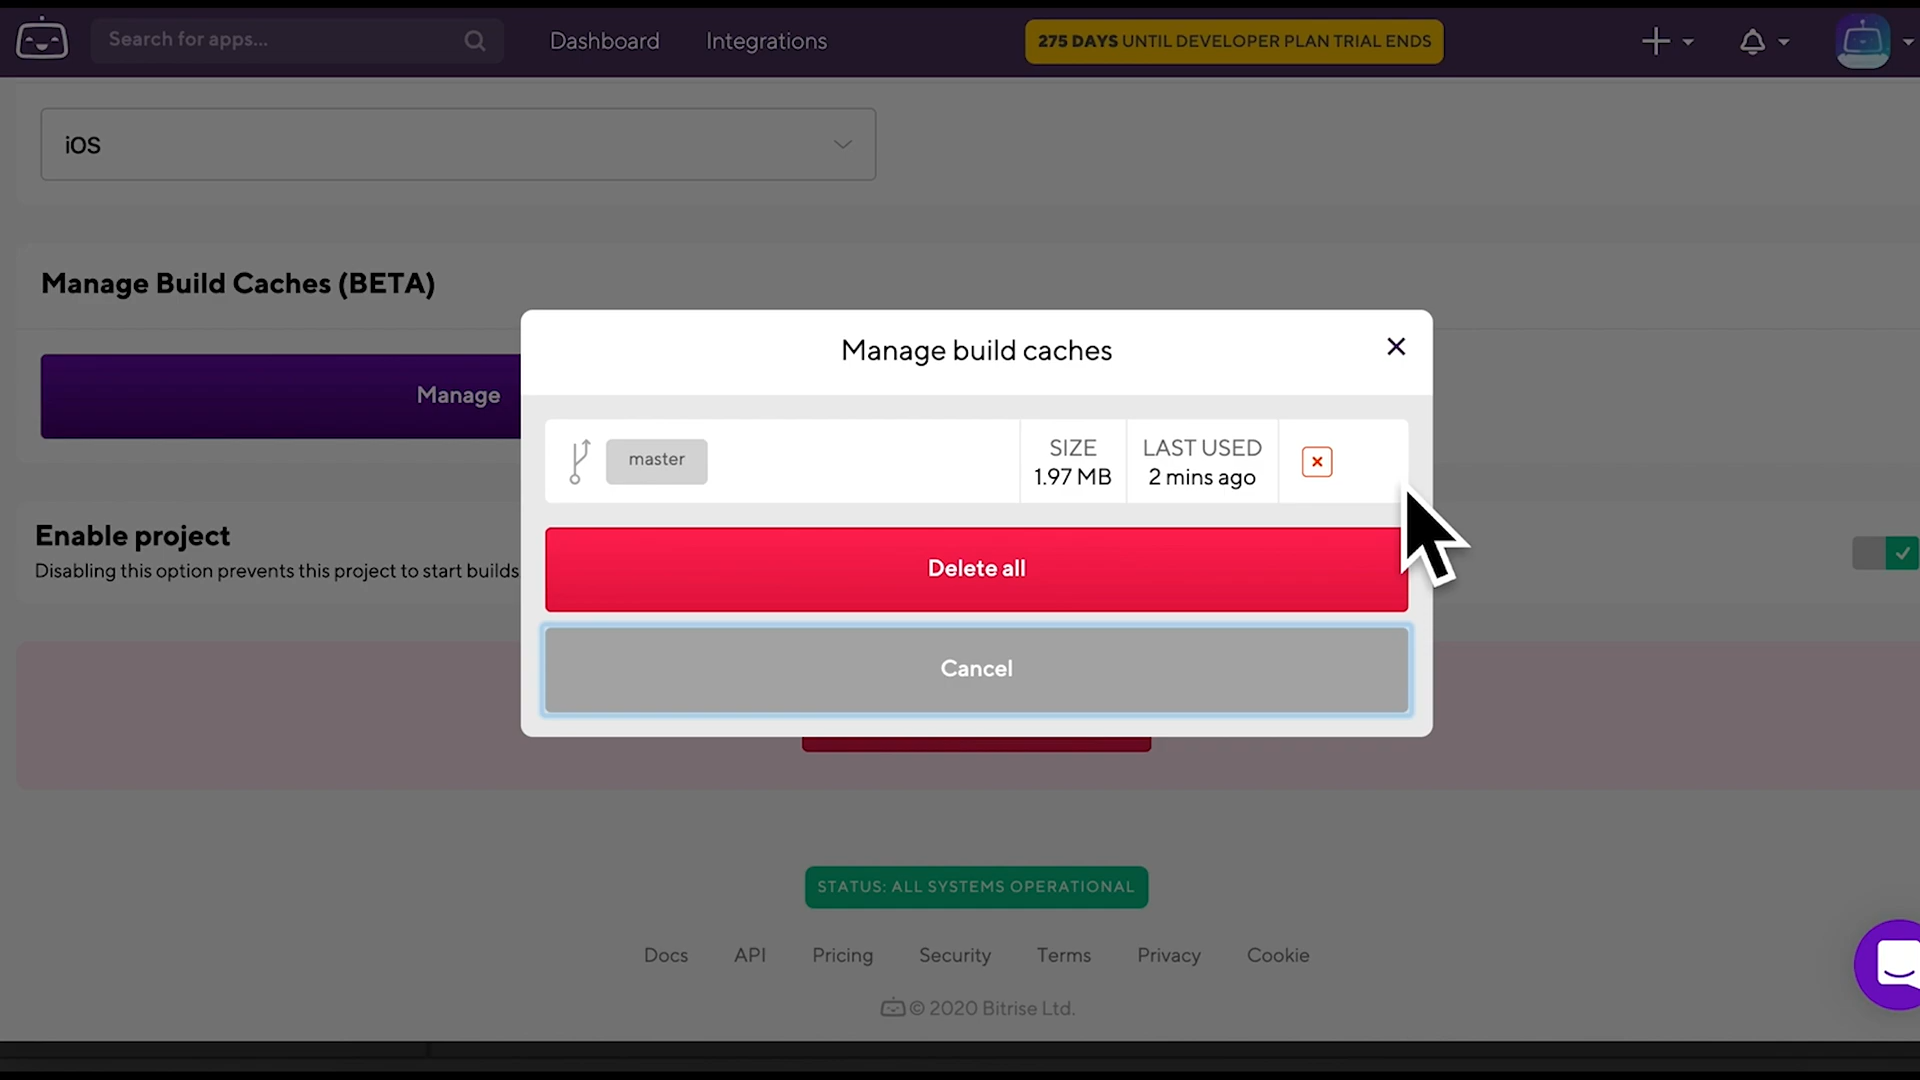 Search for apps...
Dashboard
Integrations
275 DAYS UNTIL DEVELOPER PLAN TRIAL ENDS
iOS
Manage Build Caches (BETA)
Manage
Manage build caches
master
SIZE
1.97 MB
LAST USED
2 mins ago
Delete all
Cancel
Enable project
Disabling this option prevents this project to start builds
STATUS: ALL SYSTEMS OPERATIONAL
Docs API Pricing Security Terms Privacy Cookie
© 2020 Bitrise Ltd.